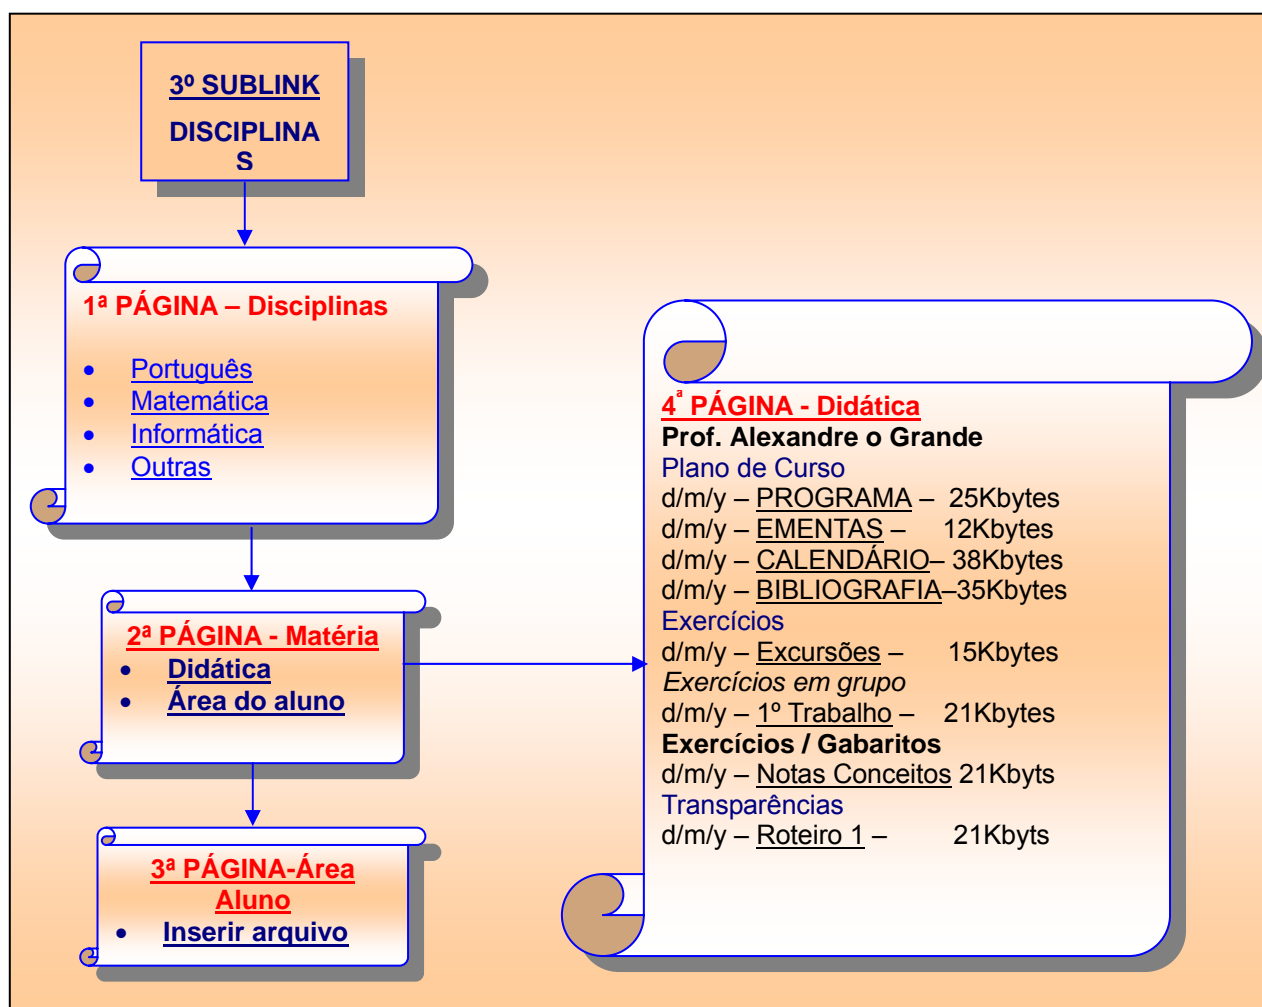 3º SUBLINK
DISCIPLINA
S
1ª PÁGINA – Disciplinas
• Português
• Matemática
• Informática
• Outras
2ª PÁGINA - Matéria
• Didática
• Área do aluno
3ª PÁGINA-Área
Aluno
• Inserir arquivo
4ª PÁGINA - Didática
Prof. Alexandre o Grande
Plano de Curso
d/m/y – PROGRAMA – 25Kbytes
d/m/y – EMENTAS – 12Kbytes
d/m/y – CALENDÁRIO– 38Kbytes
d/m/y – BIBLIOGRAFIA–35Kbytes
Exercícios
d/m/y – Excursões – 15Kbytes
Exercícios em grupo
d/m/y – 1º Trabalho – 21Kbytes
Exercícios / Gabaritos
d/m/y – Notas Conceitos 21Kbyts
Transparências
d/m/y – Roteiro 1 – 21Kbyts